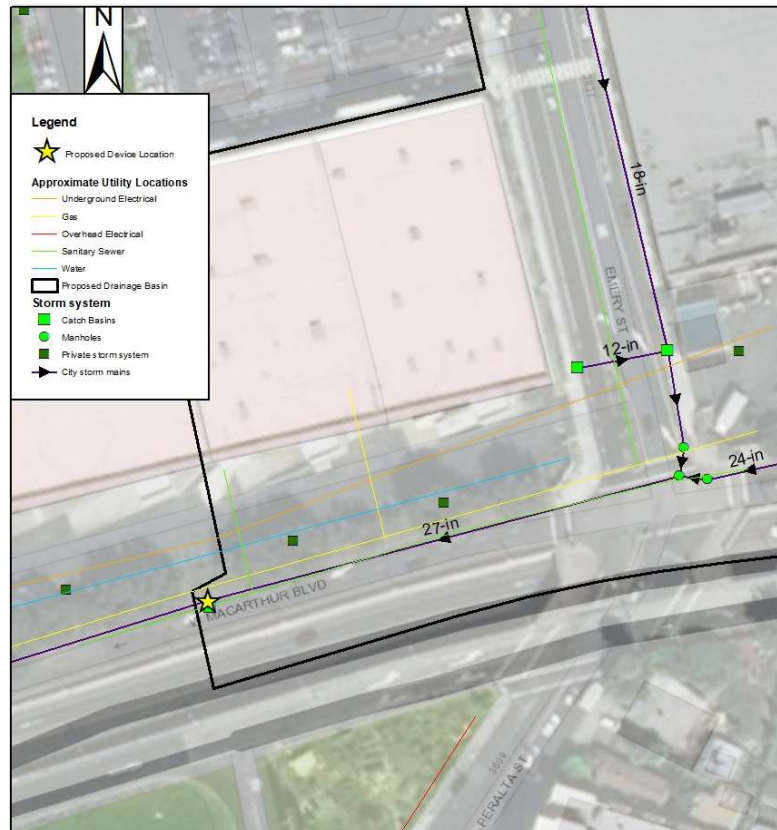 N
Legend
Proposed Device Location
Approximate Utility Locations
Underground Electrical
Gas
Overhead Electrical
Sanitary Sewer
Water
Proposed Drainage Basin
Storm system
Catch Basins
Manholes
Private storm system
City storm mains
18-in
EMERY ST
12-in
24-in
27-in
MACARTHUR BLVD
PERALTA ST